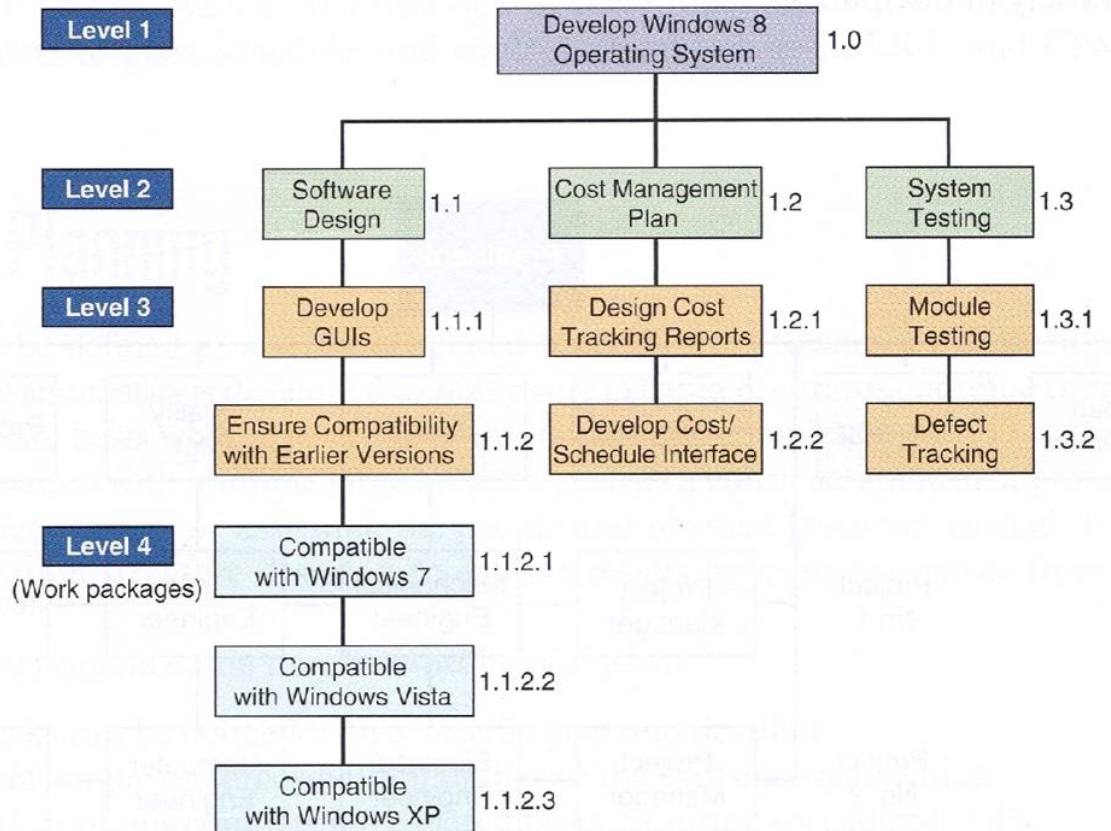 Level 1
Develop Windows 8
Operating System
1.0
Level 2
Software
Design
1.1
Cost Management
Plan
1.2
System
Testing
1.3
Level 3
Develop
GUIs
1.1.1
Design Cost
Tracking Reports
1.2.1
Module
Testing
1.3.1
Ensure Compatibility
with Earlier Versions
1.1.2
Develop Cost/
Schedule Interface
1.2.2
Defect
Tracking
1.3.2
Level 4
(Work packages)
Compatible
with Windows 7
1.1.2.1
Compatible
with Windows Vista
1.1.2.2
Compatible
with Windows XP
1.1.2.3